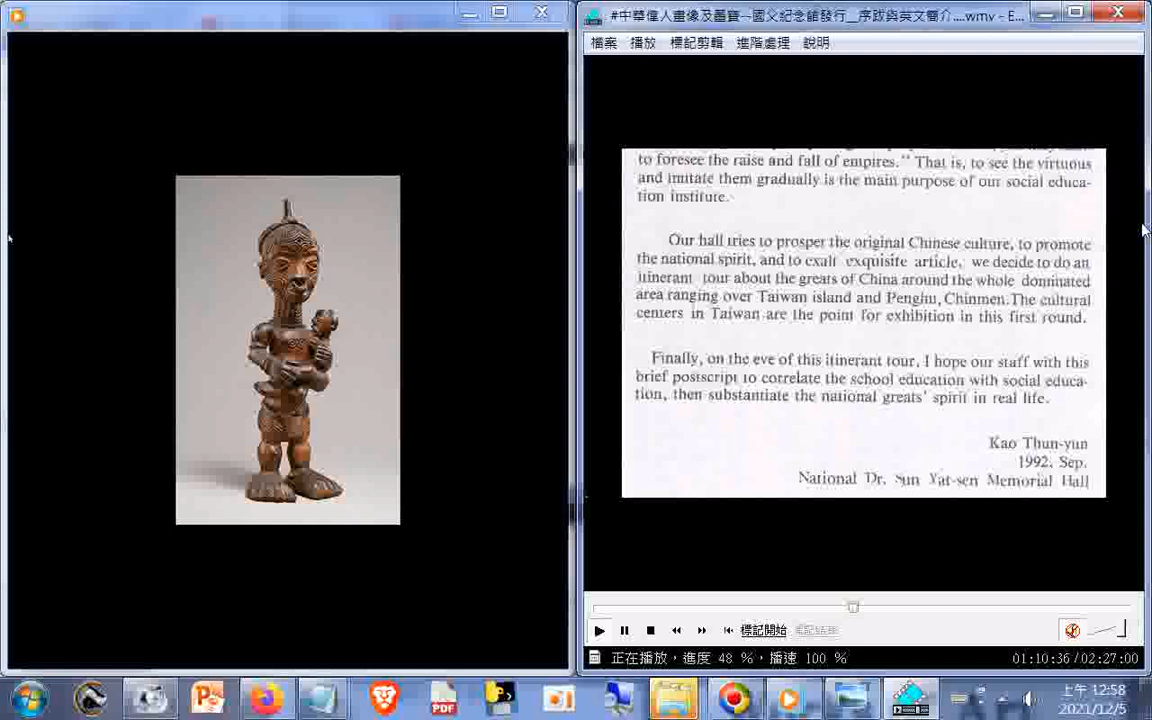 #中華偉人畫像及墨寶─國父紀念館發行__序跋與英文簡介....wmv - E...
檔案 播放 標記剪輯 進階處理 說明
to foresee the raise and fall of empires." That is, to see the virtuous
and imitate them gradually is the main purpose of our social educa-
tion institute.
Our hall tries to prosper the original Chinese culture, to promote
the national spirit, and to exalt exquisite article, we decide to do an
itinerant tour about the greats of China around the whole dominated
area ranging over Taiwan island and Penghu, Chinmen. The cultural
centers in Taiwan are the point for exhibition in this first round.
Finally, on the eve of this itinerant tour, I hope our staff with this
brief postscript to correlate the school education with social educa-
tion, then substantiate the national greats' spirit in real life.
Kao Thun-yun
1992, Sep.
National Dr. Sun Yat-sen Memorial Hall
標記開始 標記結束
正在播放，進度 48 %，播速 100 %
01:10:36 / 02:27:00
PDF
上午 12:58
2021/12/5